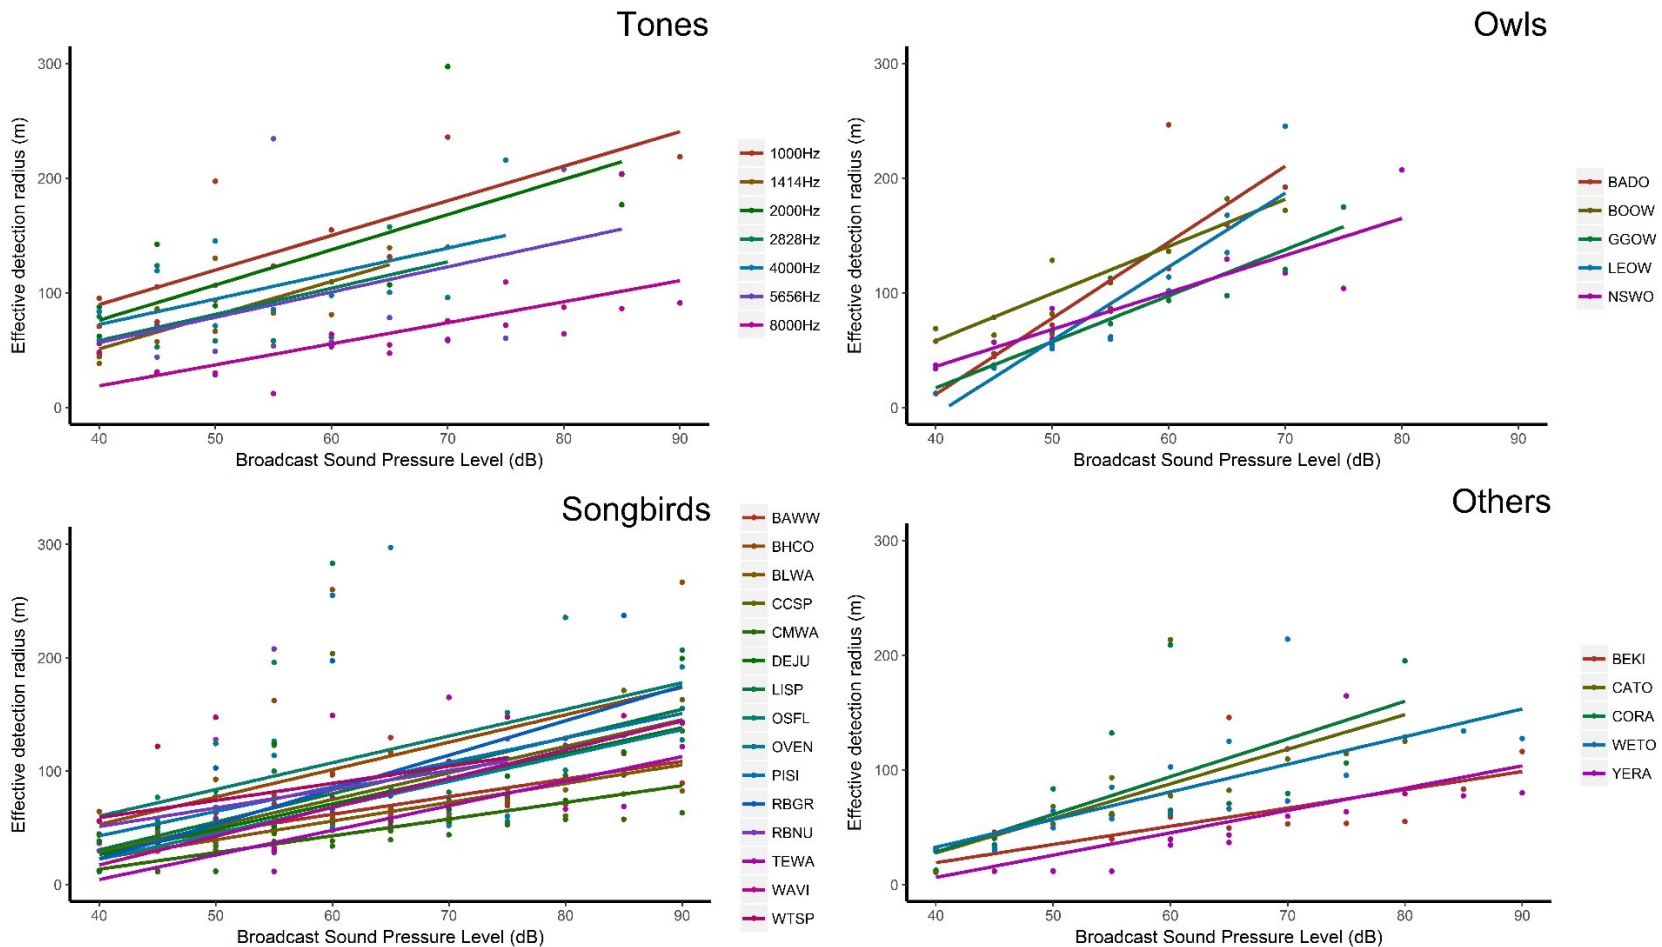 Tones
Effective detection radius (m)
300
200
100
0
40 50 60 70 80 90
Broadcast Sound Pressure Level (dB)
1000Hz
1414Hz
2000Hz
2828Hz
4000Hz
5656Hz
8000Hz
Owls
Effective detection radius (m)
300
200
100
0
40 50 60 70 80 90
Broadcast Sound Pressure Level (dB)
BADO
BOOW
GGOW
LEOW
NSWO
Songbirds
Effective detection radius (m)
300
200
100
0
40 50 60 70 80 90
Broadcast Sound Pressure Level (dB)
BAWW
BHCO
BLWA
CCSP
CMWA
DEJU
LISP
OSFL
OVEN
PISI
RBGR
RBNU
TEWA
WAVI
WTSP
Others
Effective detection radius (m)
300
200
100
0
40 50 60 70 80 90
Broadcast Sound Pressure Level (dB)
BEKI
CATO
CORA
WETO
YERA